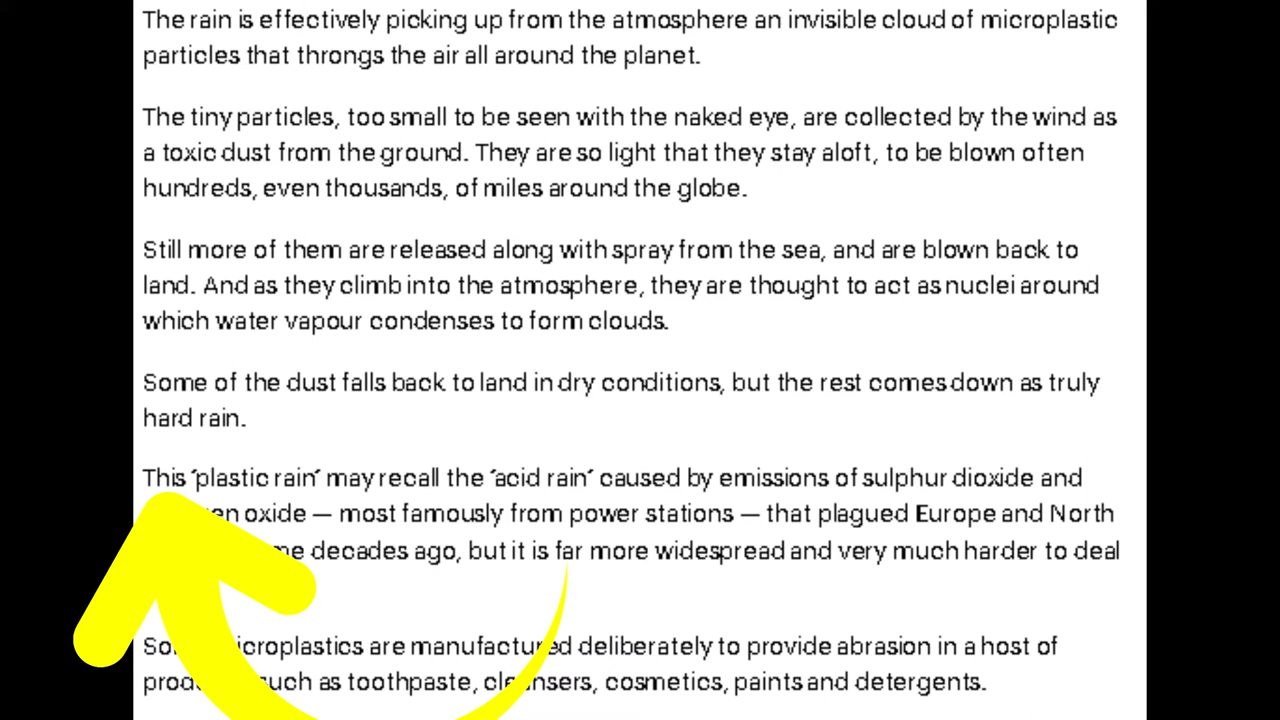 The rain is effectively picking up from the atmosphere an invisible cloud of microplastic
particles that throngs the air all around the planet.
The tiny particles, too small to be seen with the naked eye, are collected by the wind as
a toxic dust from the ground. They are so light that they stay aloft, to be blown often
hundreds, even thousands, of miles around the globe.
Still more of them are released along with spray from the sea, and are blown back to
land. And as they climb into the atmosphere, they are thought to act as nuclei around
which water vapour condenses to form clouds.
Some of the dust falls back to land in dry conditions, but the rest comes down as truly
hard rain.
This ‘plastic rain’ may recall the ‘acid rain’ caused by emissions of sulphur dioxide and
oxide — most famously from power stations — that plagued Europe and North
decades ago, but it is far more widespread and very much harder to deal
microplastics are manufactured deliberately to provide abrasion in a host of
such as toothpaste, cleansers, cosmetics, paints and detergents.